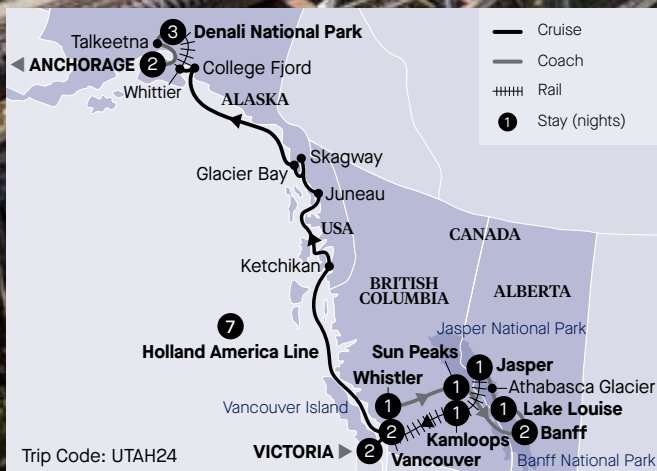 Cruise
Coach
Rail
1 Stay (nights)
3 Denali National Park
Talkeetna
ANCHORAGE 2
Whittier
College Fjord
ALASKA
Skagway
Glacier Bay
Juneau
USA
CANADA
Ketchikan
BRITISH
COLUMBIA
ALBERTA
7
Holland America Line
Jasper National Park
Sun Peaks
1 Jasper
Whistler
1
1
Athabasca Glacier
1 Lake Louise
Vancouver Island
1
Kamloops
2 Banff
2
Vancouver
VICTORIA 2
Banff National Park
Trip Code: UTAH24